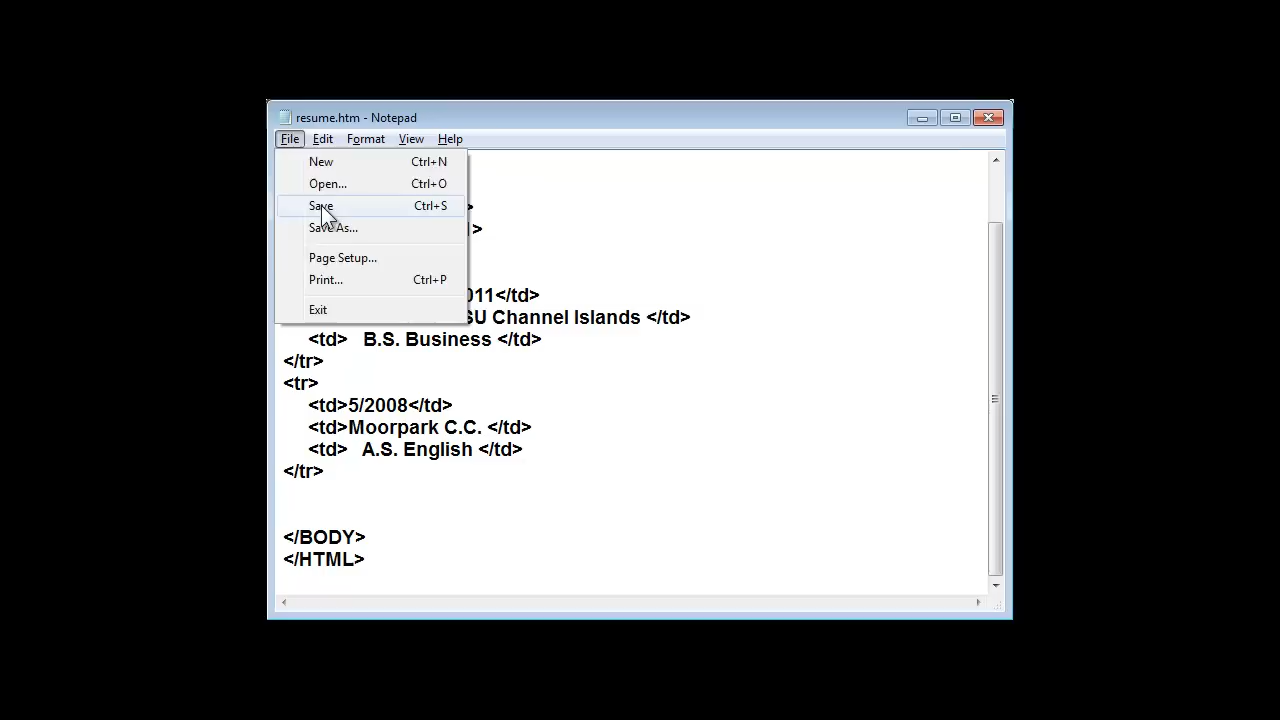 resume.htm - Notepad
File Edit Format View Help
New Ctrl+N
Open... Ctrl+O
Save Ctrl+S
Save As...
Page Setup...
Print... Ctrl+P
Exit
>
>
011</td>
SU Channel Islands </td>
<td> B.S. Business </td>
</tr>
<tr>
<td>5/2008</td>
<td>Moorpark C.C. </td>
<td> A.S. English </td>
</tr>
</BODY>
</HTML>